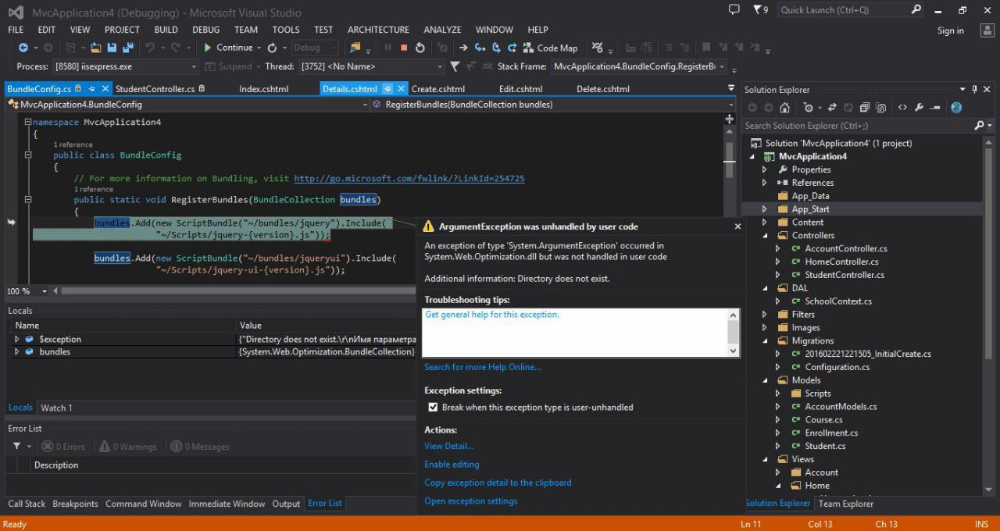 MvcApplication4 (Debugging) - Microsoft Visual Studio
9
Quick Launch (Ctrl+Q)
FILE EDIT VIEW PROJECT BUILD DEBUG TEAM TOOLS TEST ARCHITECTURE ANALYZE WINDOW HELP
Sign in
Continue Debug Code Map
Process: [8580] iisexpress.exe Suspend Thread: [3752] <No Name> Stack Frame: MvcApplication4.BundleConfig.RegisterBı
BundleConfig.cs StudentController.cs Index.cshtml Details.cshtml Create.cshtml Edit.cshtml Delete.cshtml
MvcApplication4.BundleConfig RegisterBundles(BundleCollection bundles)
namespace MvcApplication4
{
1 reference
public class BundleConfig
{
// For more information on Bundling, visit http://go.microsoft.com/fwlink/?LinkId=254725
1 reference
public static void RegisterBundles(BundleCollection bundles)
{
bundles.Add(new ScriptBundle("~/bundles/jquery").Include(
"~/Scripts/jquery-{version}.js"));
bundles.Add(new ScriptBundle("~/bundles/jqueryui").Include(
"~/Scripts/jquery-ui-{version}.js"));
100 %
Locals
Name Value
$exception {"Directory does not exist.\r\nИмя параметра
bundles {System.Web.Optimization.BundleCollection}
Locals Watch 1
Error List
0 Errors 0 Warnings 0 Messages
Description
Call Stack Breakpoints Command Window Immediate Window Output Error List
ArgumentException was unhandled by user code
An exception of type 'System.ArgumentException' occurred in
System.Web.Optimization.dll but was not handled in user code
Additional information: Directory does not exist.
Troubleshooting tips:
Get general help for this exception.
Search for more Help Online...
Exception settings:
Break when this exception type is user-unhandled
Actions:
View Detail...
Enable editing
Copy exception detail to the clipboard
Open exception settings
Solution Explorer
Search Solution Explorer (Ctrl+;)
Solution 'MvcApplication4' (1 project)
MvcApplication4
Properties
References
App_Data
App_Start
Content
Controllers
C# AccountController.cs
C# HomeController.cs
C# StudentController.cs
DAL
C# SchoolContext.cs
Filters
Images
Migrations
C# 201602221221505_InitialCreate.cs
C# Configuration.cs
Models
Scripts
C# AccountModels.cs
C# Course.cs
C# Enrollment.cs
C# Student.cs
Views
Account
Home
Solution Explorer Team Explorer
Ready Ln 11 Col 13 Ch 13 INS